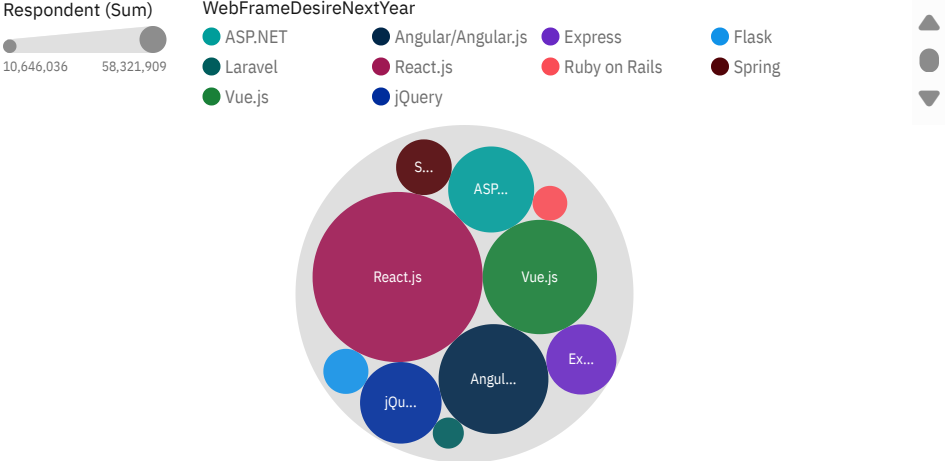 Respondent (Sum)
10,646,036 58,321,909
WebFrameDesireNextYear
ASP.NET Angular/Angular.js Express Flask
Laravel React.js Ruby on Rails Spring
Vue.js jQuery
S...
ASP...
React.js
Vue.js
Ex...
Angul...
jQu...